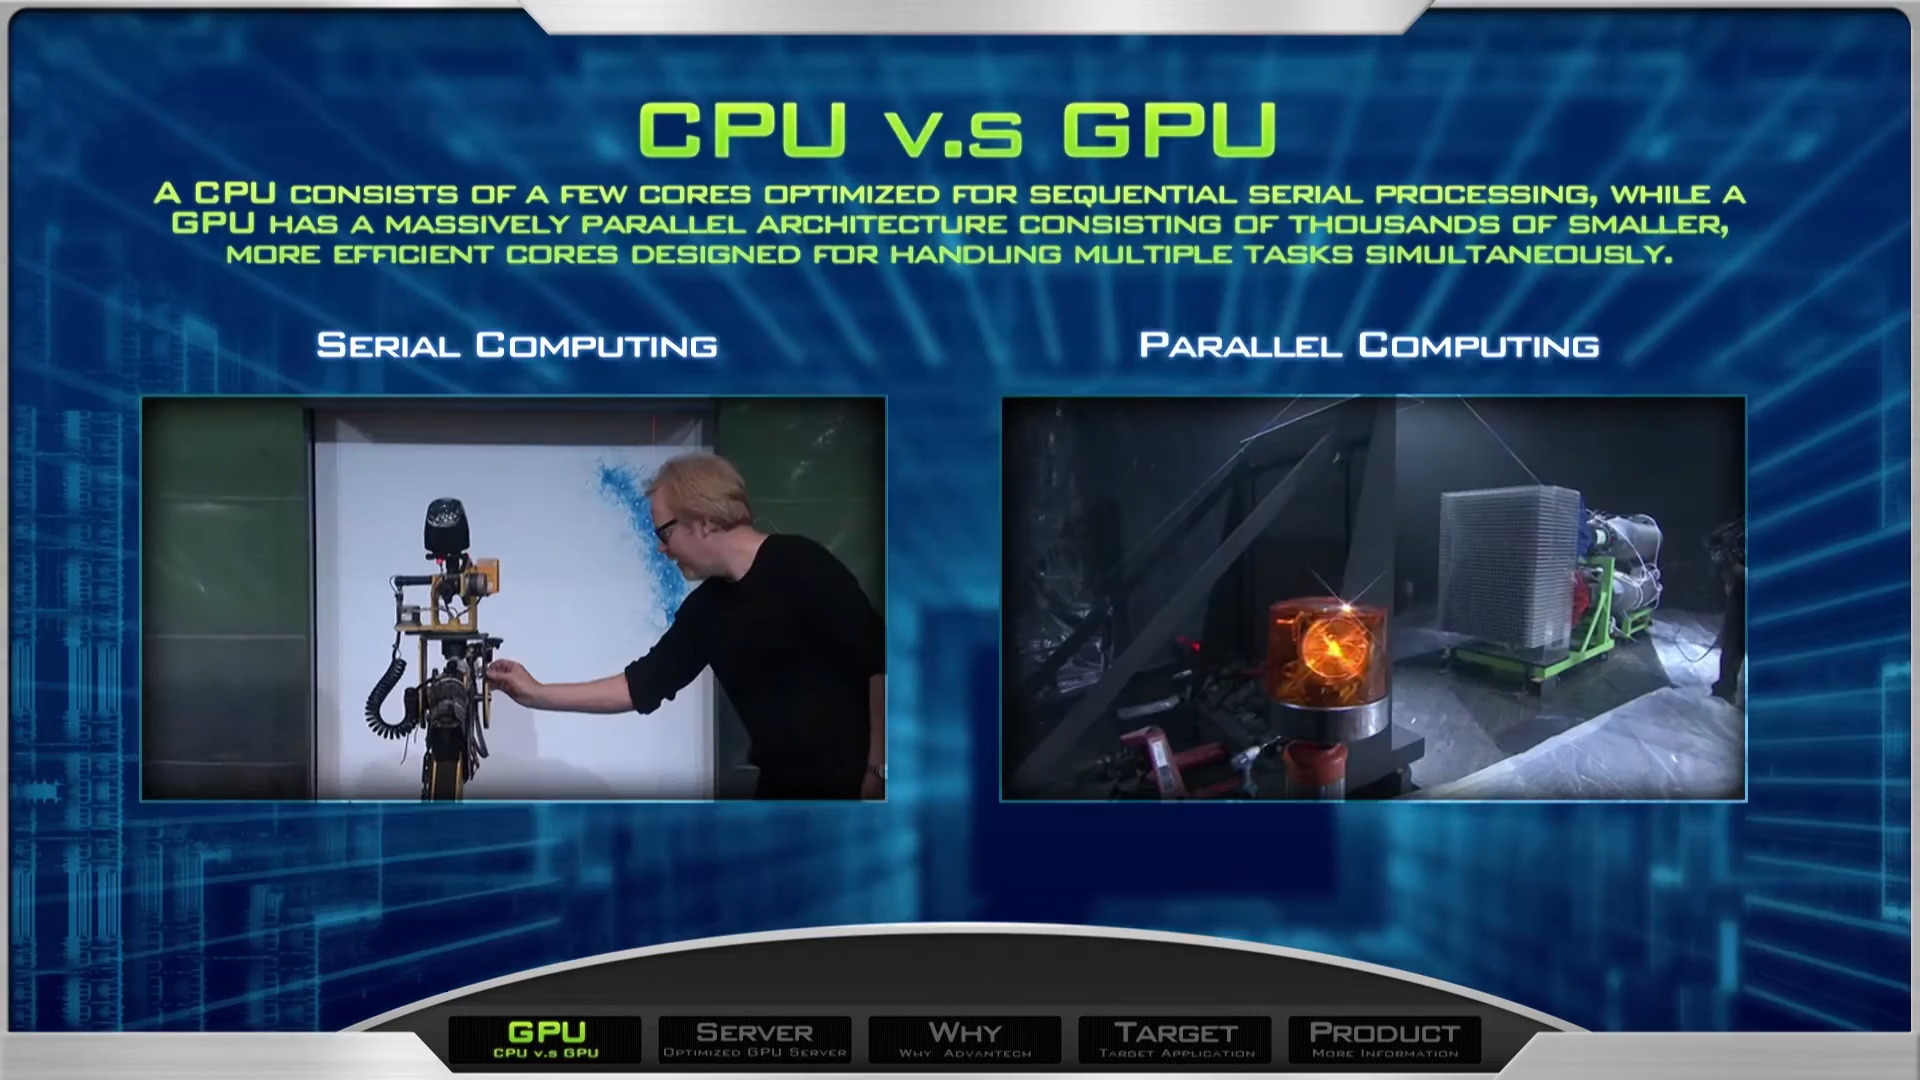 CPU v.s GPU
A CPU CONSISTS OF A FEW CORES OPTIMIZED FOR SEQUENTIAL SERIAL PROCESSING, WHILE A
GPU HAS A MASSIVELY PARALLEL ARCHITECTURE CONSISTING OF THOUSANDS OF SMALLER,
MORE EFFICIENT CORES DESIGNED FOR HANDLING MULTIPLE TASKS SIMULTANEOUSLY.
SERIAL COMPUTING
PARALLEL COMPUTING
GPU
CPU v.s GPU
SERVER
OPTIMIZED GPU SERVER
WHY
WHY ADVANTECH
TARGET
TARGET APPLICATION
PRODUCT
MORE INFORMATION